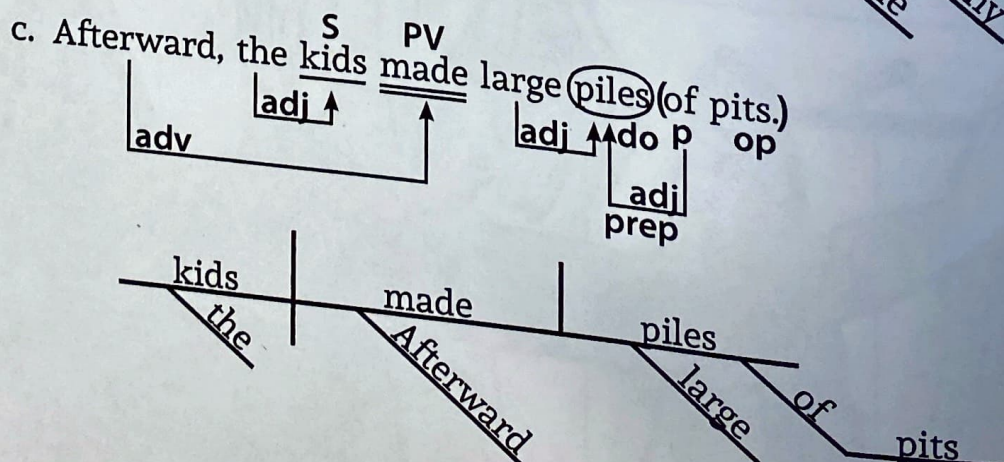 S PV
c. Afterward, the kids made large piles (of pits.)
adj adj do p op
adv adj
prep
kids made piles
the Afterward large of pits